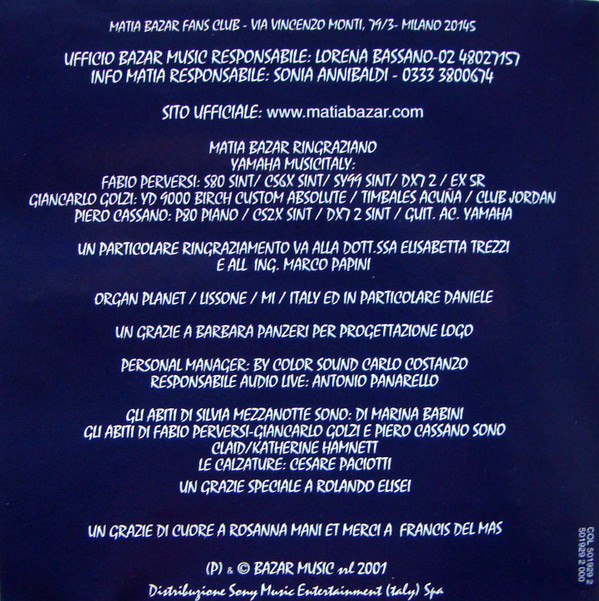 MATIA BAZAR FANS CLUB - VIA VINCENZO MONTI, 79/3- MILANO 20145
UFFICIO BAZAR MUSIC RESPONSABILE: LORENA BASSANO-02 48027157
INFO MATIA RESPONSABILE: SONIA ANNIBALDI - 0333 3800674
SITO UFFICIALE: www.matiabazar.com
MATIA BAZAR RINGRAZIANO
YAMAHA MUSICITALY:
FABIO PERVERSI: S80 SINT/ CS6X SINT/ SY99 SINT/ DX7 2 / EX 5R
GIANCARLO GOLZI: YD 9000 BIRCH CUSTOM ABSOLUTE / TIMBALES ACUÑA / CLUB JORDAN
PIERO CASSANO: P80 PIANO / CS2X SINT / DX7 2 SINT / GUIT. AC. YAMAHA
UN PARTICOLARE RINGRAZIAMENTO VA ALLA DOTT.SSA ELISABETTA TREZZI
E ALL ING. MARCO PAPINI
ORGAN PLANET / LISSONE / MI / ITALY ED IN PARTICOLARE DANIELE
UN GRAZIE A BARBARA PANZERI PER PROGETTAZIONE LOGO
PERSONAL MANAGER: BY COLOR SOUND CARLO COSTANZO
RESPONSABILE AUDIO LIVE: ANTONIO PANARELLO
GLI ABITI DI SILVIA MEZZANOTTE SONO: DI MARINA BABINI
GLI ABITI DI FABIO PERVERSI-GIANCARLO GOLZI E PIERO CASSANO SONO
CLAID/KATHERINE HAMNETT
LE CALZATURE: CESARE PACIOTTI
UN GRAZIE SPECIALE A ROLANDO ELISEI
UN GRAZIE DI CUORE A ROSANNA MANI ET MERCI A FRANCIS DEL MAS
(P) & © BAZAR MUSIC srl 2001
Distribuzione Sony Music Entertainment (italy) Spa
COL 501929 2
501929 2 000